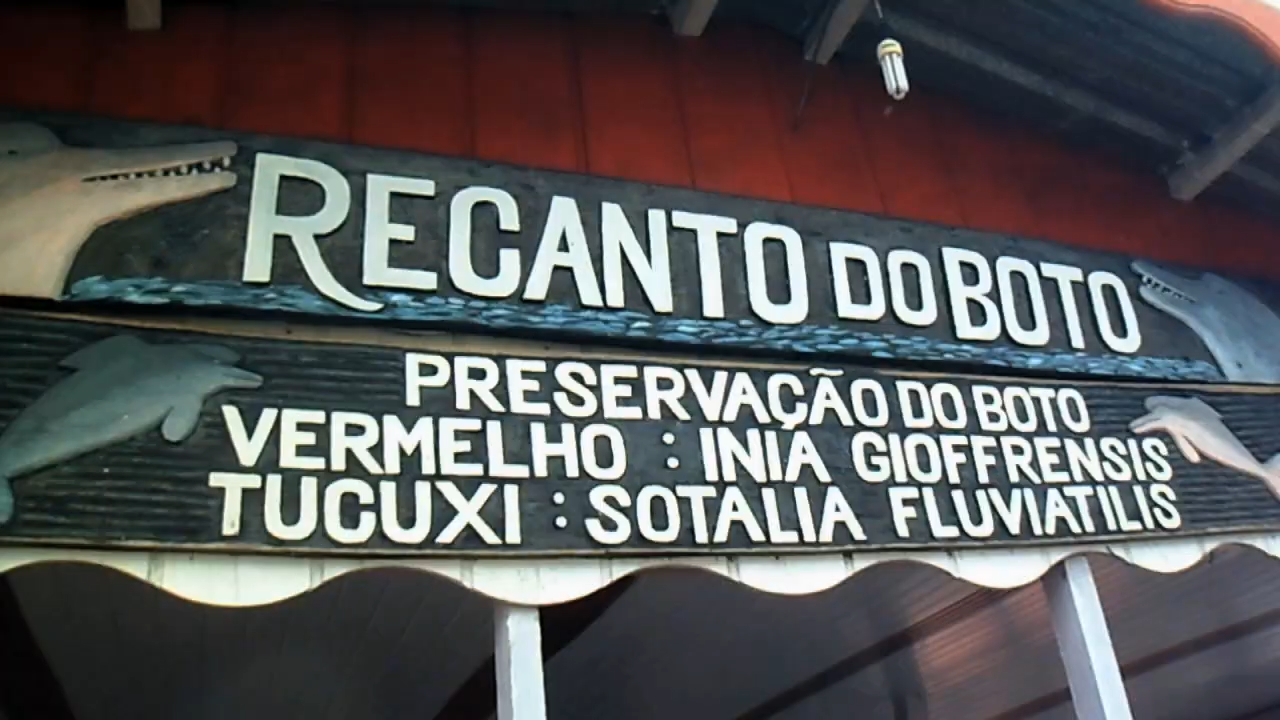 RECANTO DO BOTO
PRESERVAÇÃO DO BOTO
VERMELHO : INIA GIOFFRENSIS
TUCUXI : SOTALIA FLUVIATILIS